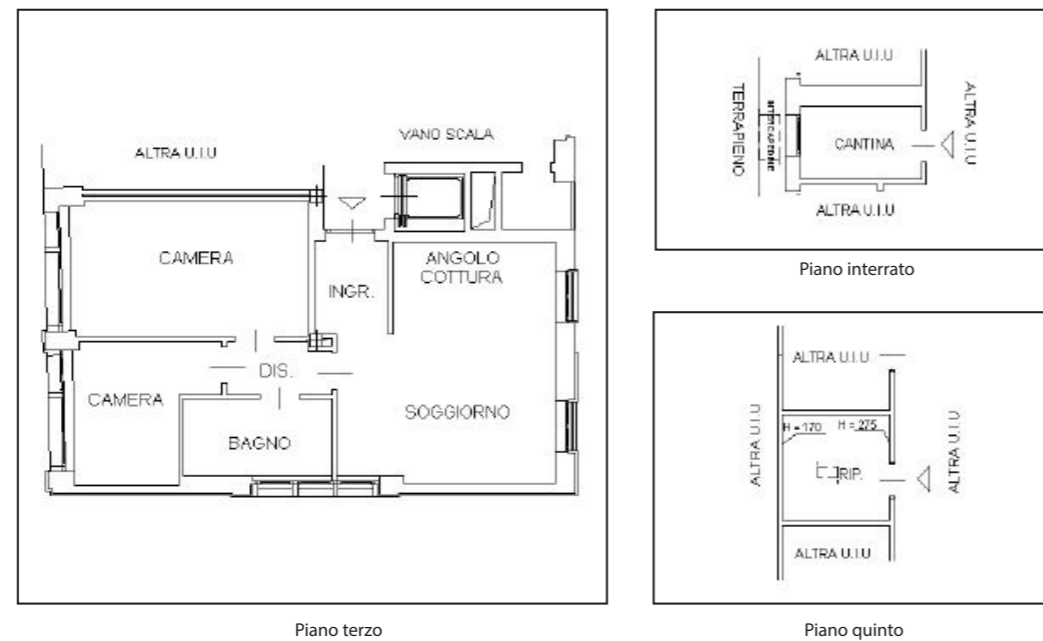 VANO SCALA
ALTRA U.I.U
CAMERA
ANGOLO
COTTURA
INGR.
DIS.
CAMERA
SOGGIORNO
BAGNO
Piano terzo
ALTRA U.I.U
TERRAPIENO
INTERCAPEDINE
CANTINA
ALTRA U.I.U
ALTRA U.I.U
Piano interrato
ALTRA U.I.U
H = 170
H = 275
ALTRA U.I.U
RIP.
ALTRA U.I.U
ALTRA U.I.U
Piano quinto